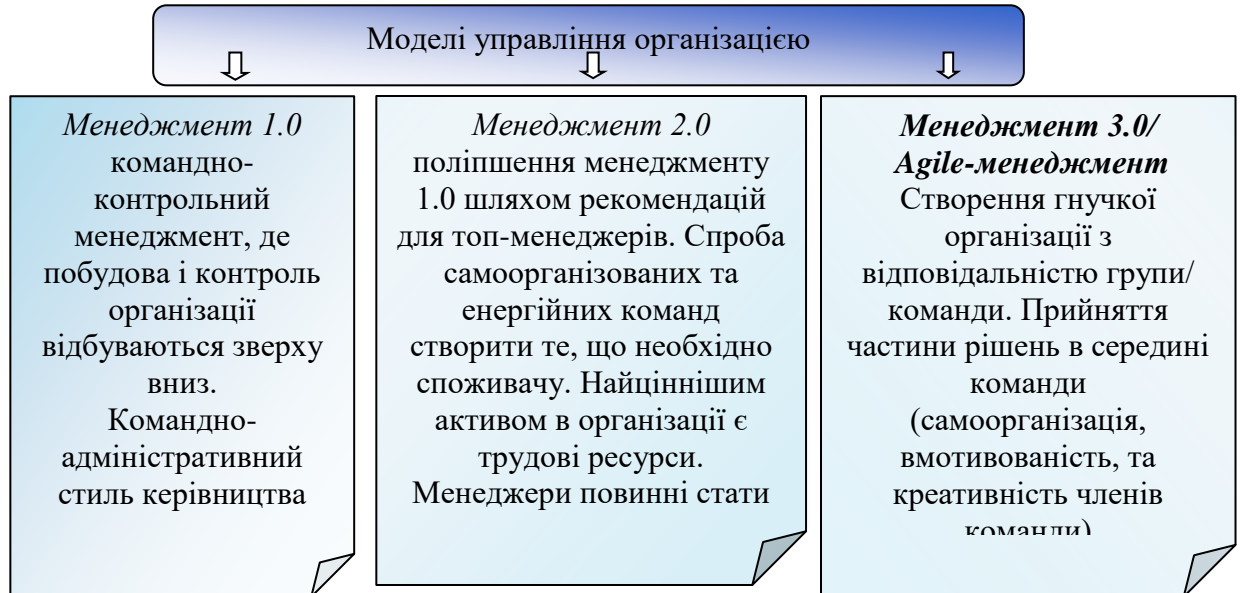 Моделі управління організацією
Менеджмент 1.0
командно-
контрольний
менеджмент, де
побудова і контроль
організації
відбуваються зверху
вниз.
Командно-
адміністративний
стиль керівництва
Менеджмент 2.0
поліпшення менеджменту
1.0 шляхом рекомендацій
для топ-менеджерів. Спроба
самоорганізованих та
енергійних команд
створити те, що необхідно
споживачу. Найціннішим
активом в організації є
трудові ресурси.
Менеджери повинні стати
Менеджмент 3.0/
Agile-менеджмент
Створення гнучкої
організації з
відповідальністю групи/
команди. Прийняття
частини рішень в середині
команди
(самоорганізація,
вмотивованість, та
креативність членів
команди)